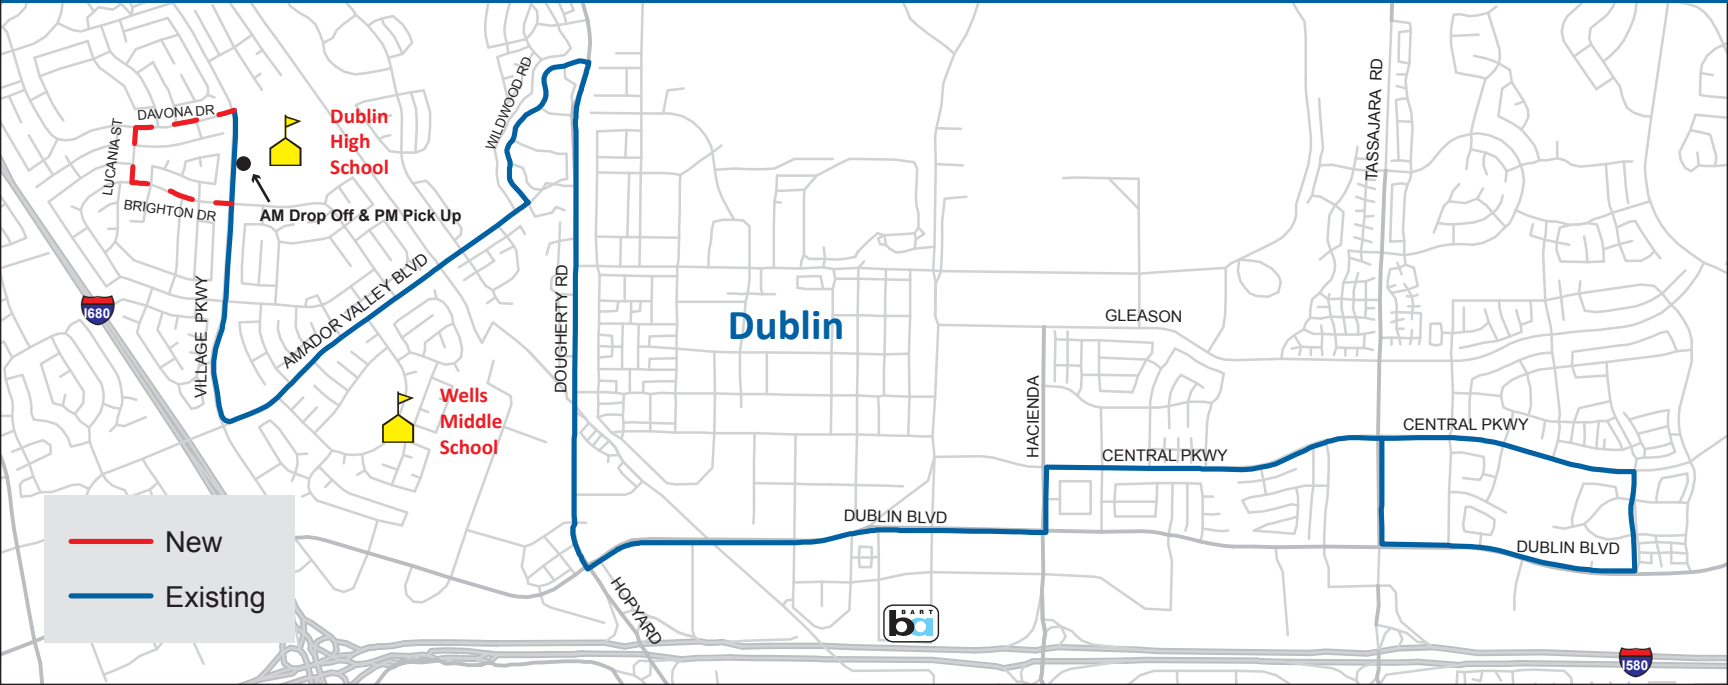 WILDWOOD RD
TASSAJARA RD
DAVONA DR
Dublin
High
School
LUCANIA ST
BRIGHTON DR
AM Drop Off & PM Pick Up
VILLAGE PKWY
AMADOR VALLEY BLVD
DOUGHERTY RD
I680
Dublin
GLEASON
Wells
Middle
School
HACIENDA
CENTRAL PKWY
CENTRAL PKWY
DUBLIN BLVD
DUBLIN BLVD
New
Existing
HOPYARD
BART
ba
I580